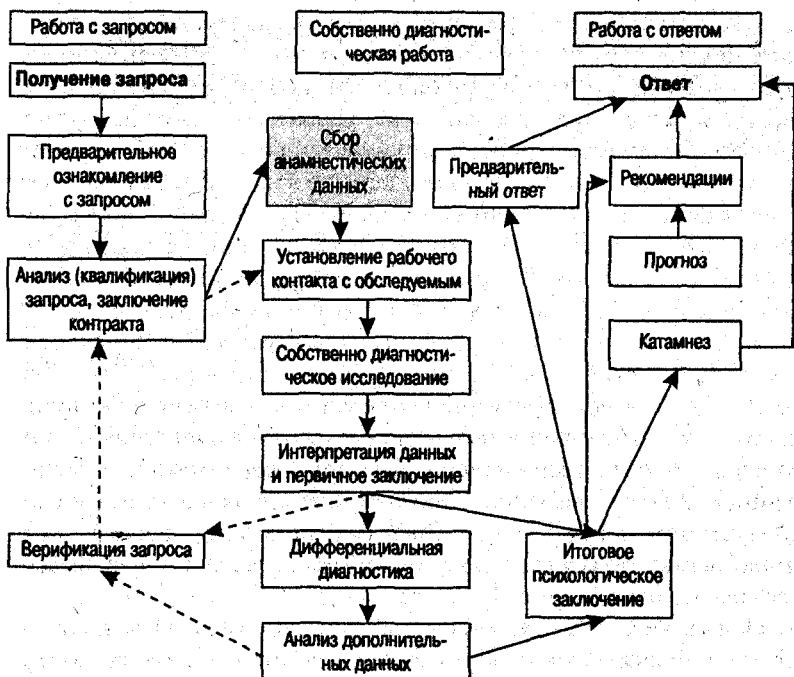 Работа с запросом
Собственно диагности-
ческая работа
Работа с ответом
Получение запроса
Ответ
Предварительное
ознакомление
с запросом
Сбор
анамнестических
данных
Предваритель-
ный ответ
Рекомендации
Прогноз
Анализ (квалификация)
запроса, заключение
контракта
Установление рабочего
контакта с обследуемым
Собственно диагности-
ческое исследование
Катамнез
Интерпретация данных
и первичное заключение
Верификация запроса
Дифференциальная
диагностика
Итоговое
психологическое
заключение
Анализ дополнитель-
ных данных